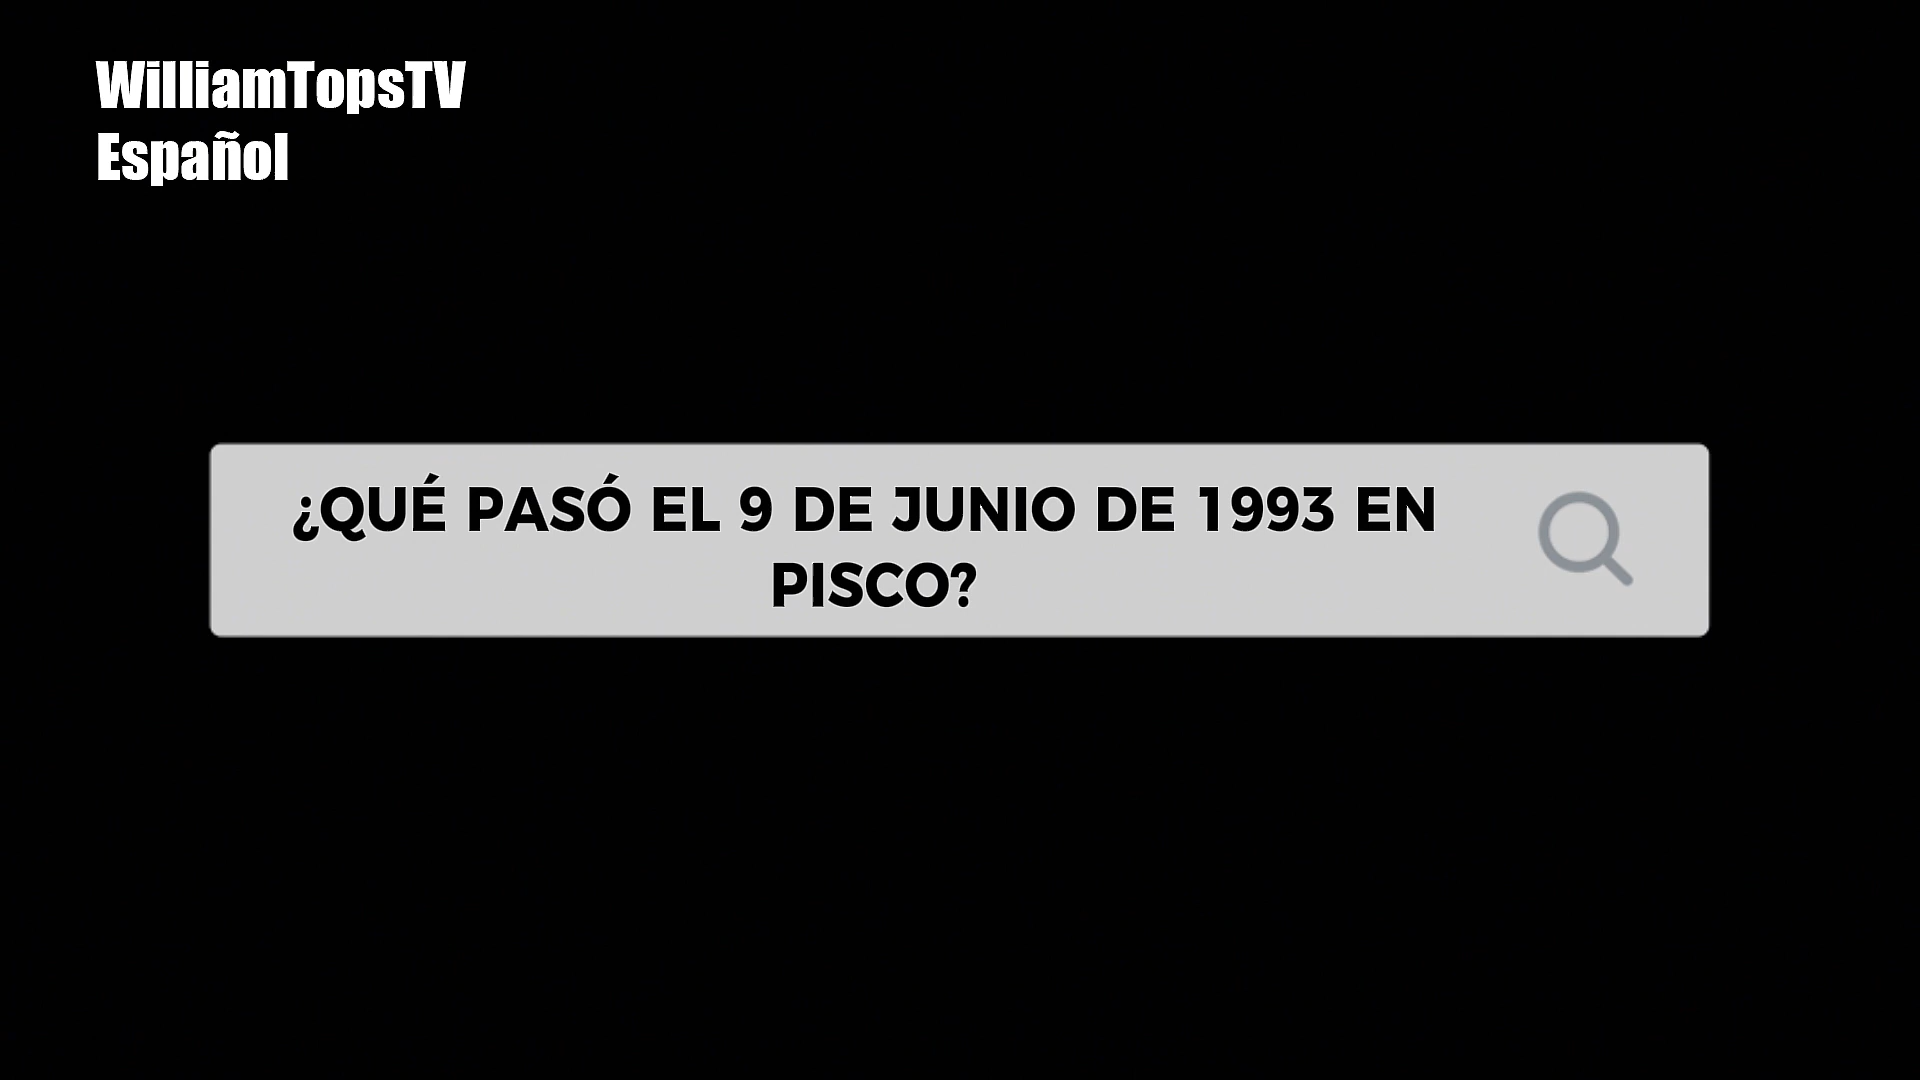 WilliamTopsTV
Español
¿QUÉ PASÓ EL 9 DE JUNIO DE 1993 EN
PISCO?